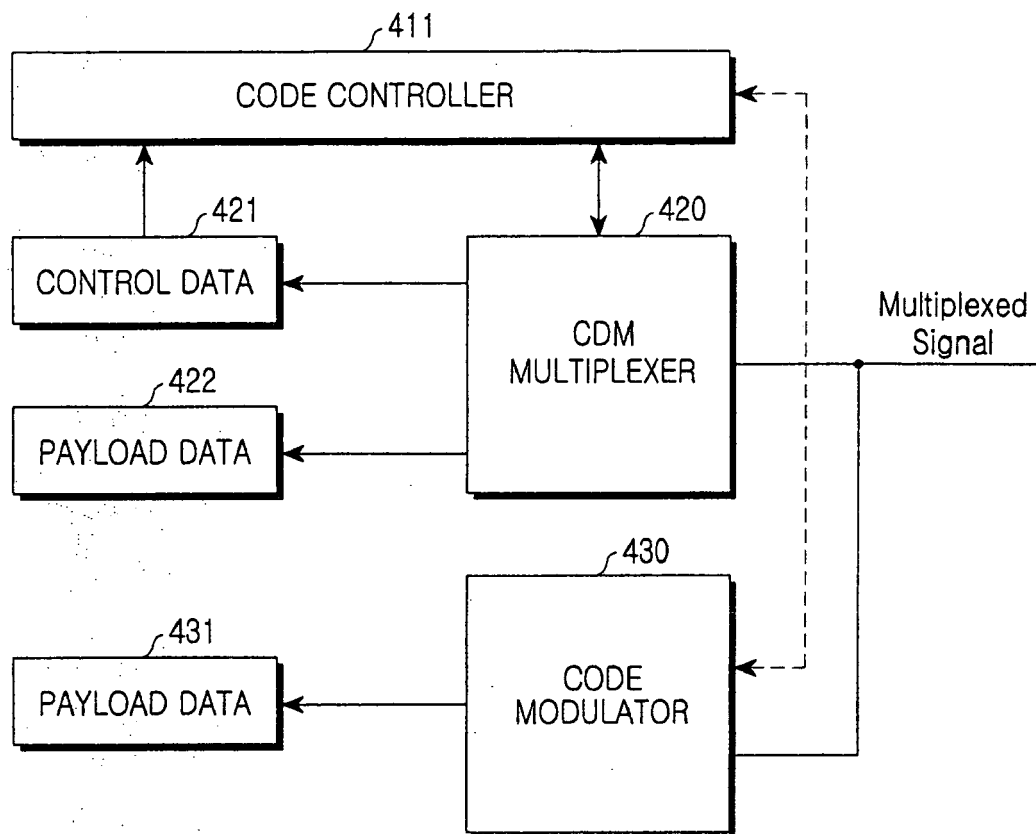 411
CODE CONTROLLER
421
420
CONTROL DATA
CDM
MULTIPLEXER
Multiplexed
Signal
422
PAYLOAD DATA
430
431
PAYLOAD DATA
CODE
MODULATOR